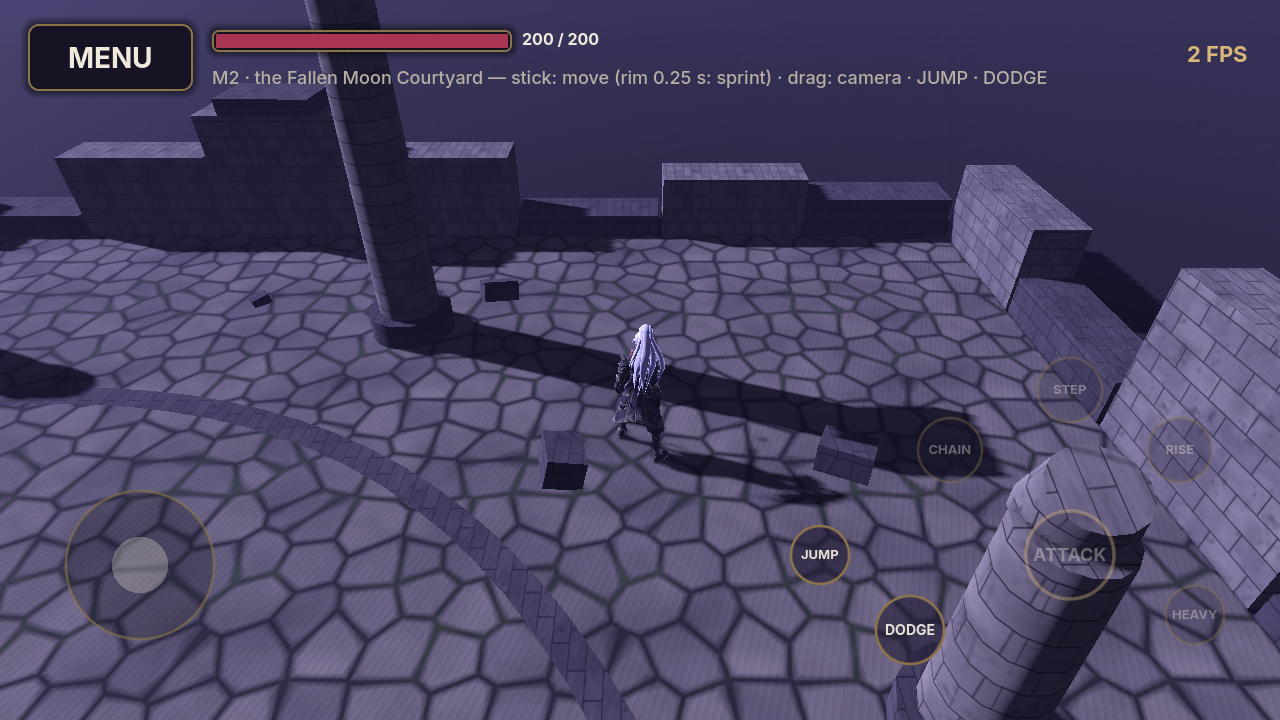 MENU
200 / 200
2 FPS
M2 · the Fallen Moon Courtyard — stick: move (rim 0.25 s: sprint) · drag: camera · JUMP · DODGE
STEP
CHAIN
RISE
JUMP
ATTACK
DODGE
HEAVY